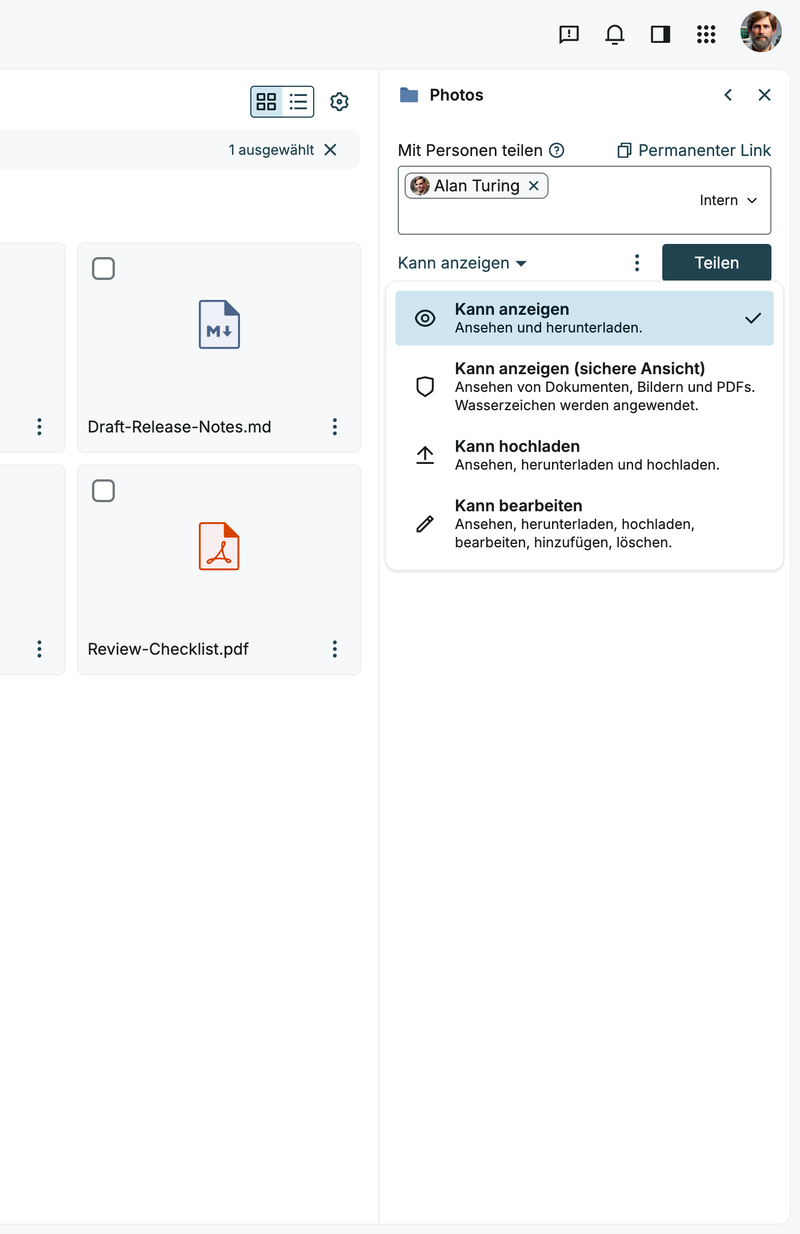 1 ausgewählt
Draft-Release-Notes.md
Review-Checklist.pdf
Photos
Mit Personen teilen
Permanenter Link
Alan Turing
Intern
Kann anzeigen
Teilen
Kann anzeigen
Ansehen und herunterladen.
Kann anzeigen (sichere Ansicht)
Ansehen von Dokumenten, Bildern und PDFs.
Wasserzeichen werden angewendet.
Kann hochladen
Ansehen, herunterladen und hochladen.
Kann bearbeiten
Ansehen, herunterladen, hochladen,
bearbeiten, hinzufügen, löschen.